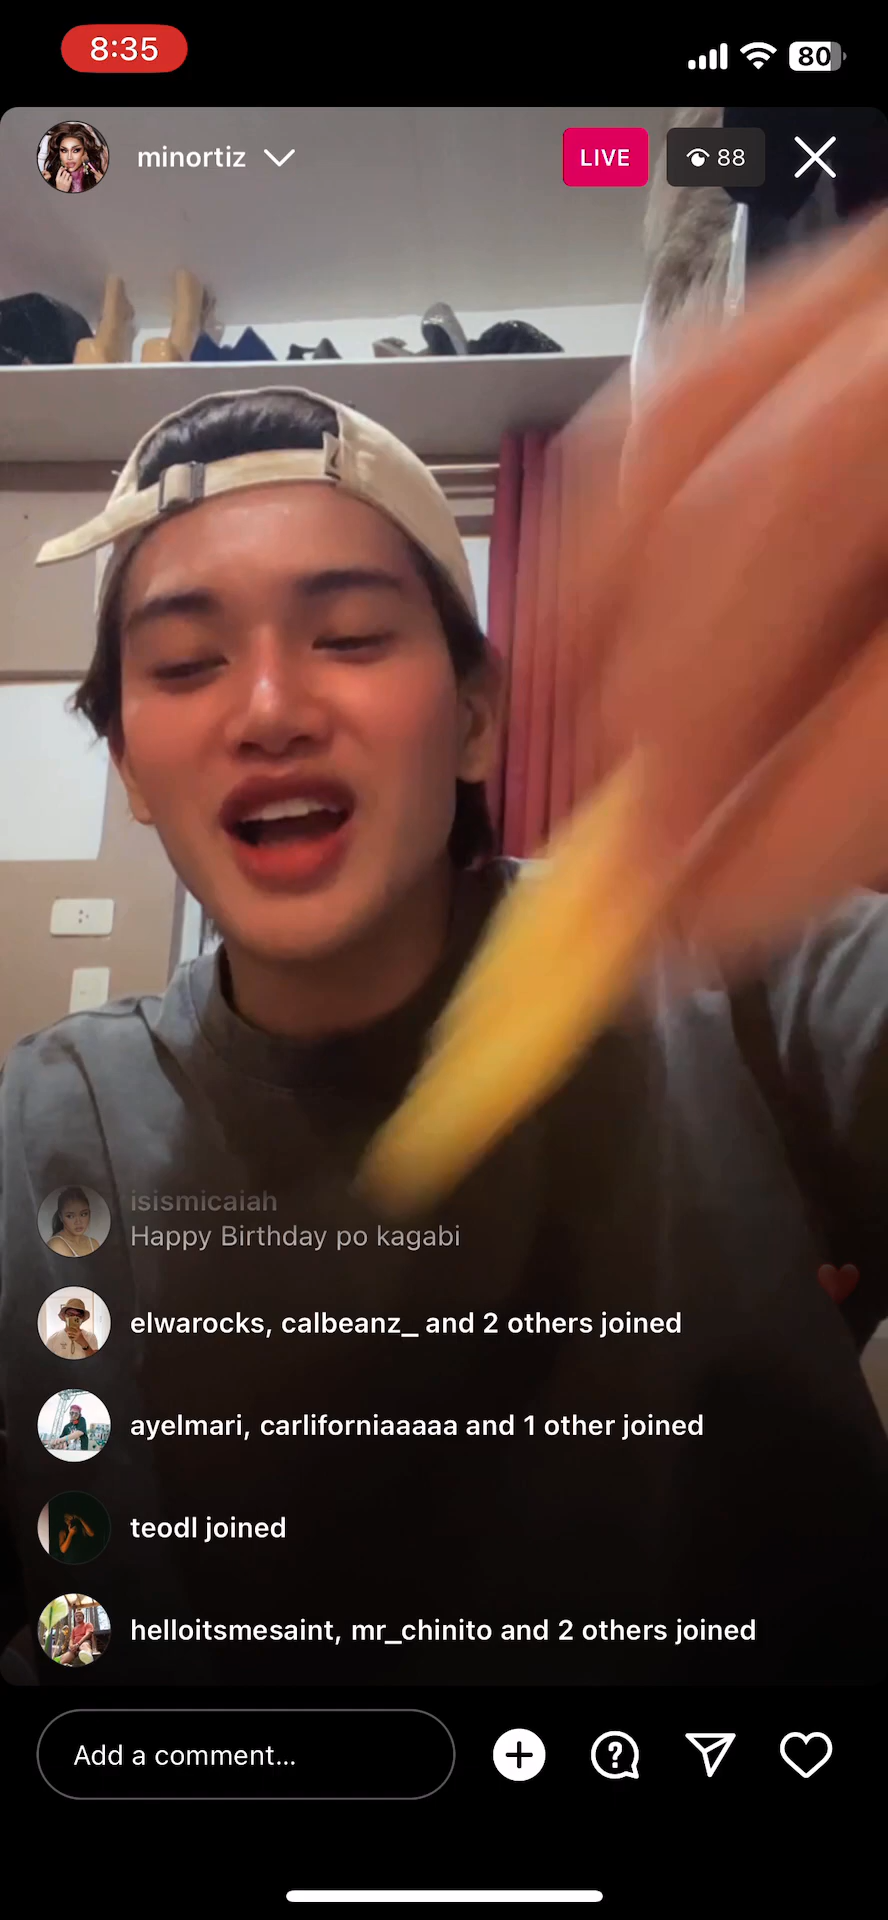 8:35
80
minortiz
LIVE
88
isismicaiah
Happy Birthday po kagabi
elwarocks, calbeanz_ and 2 others joined
ayelmari, carliforniaaaaa and 1 other joined
teodl joined
helloitsmesaint, mr_chinito and 2 others joined
Add a comment...